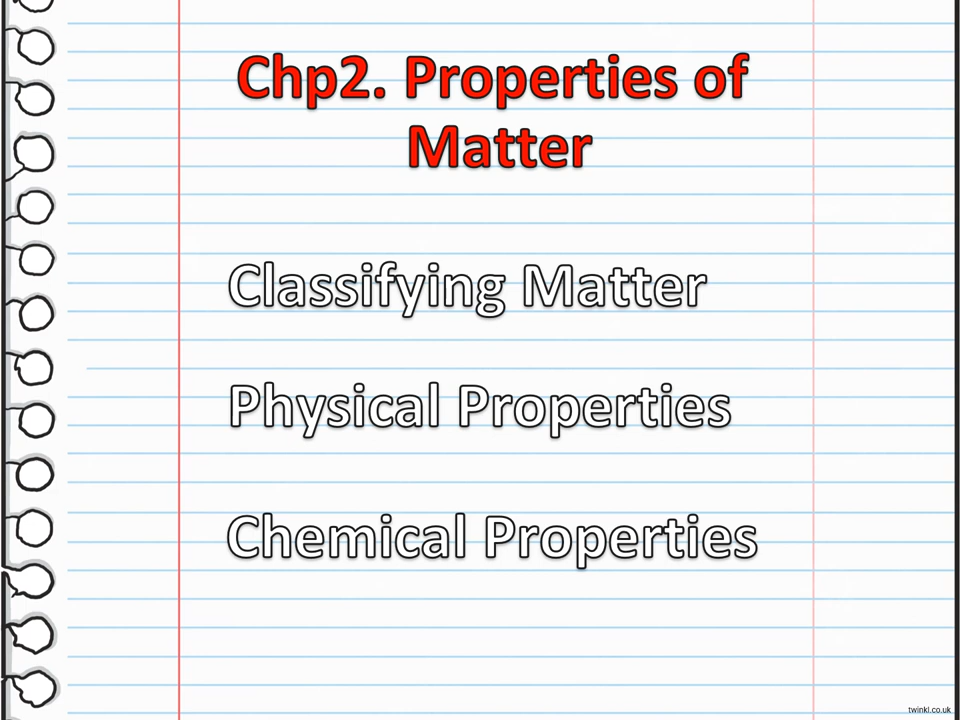 Chp2. Properties of
Matter
Classifying Matter
Physical Properties
Chemical Properties
twinkl.co.uk